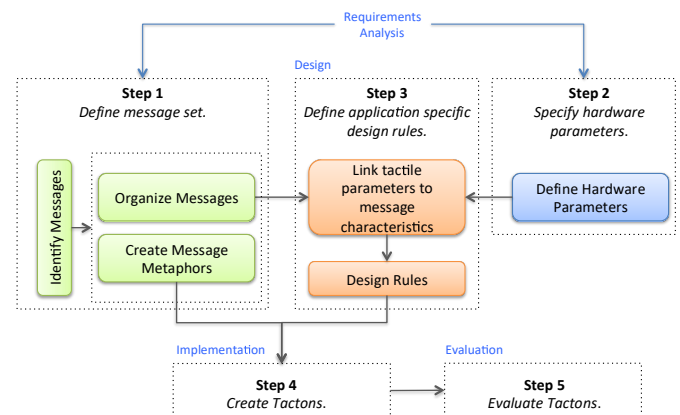 Requirements
Analysis
Design
Step 1
Define message set.
Step 3
Define application specific
design rules.
Step 2
Specify hardware
parameters.
Identify Messages
Organize Messages
Create Message
Metaphors
Link tactile
parameters to
message
characteristics
Design Rules
Define Hardware
Parameters
Implementation
Evaluation
Step 4
Create Tactons.
Step 5
Evaluate Tactons.